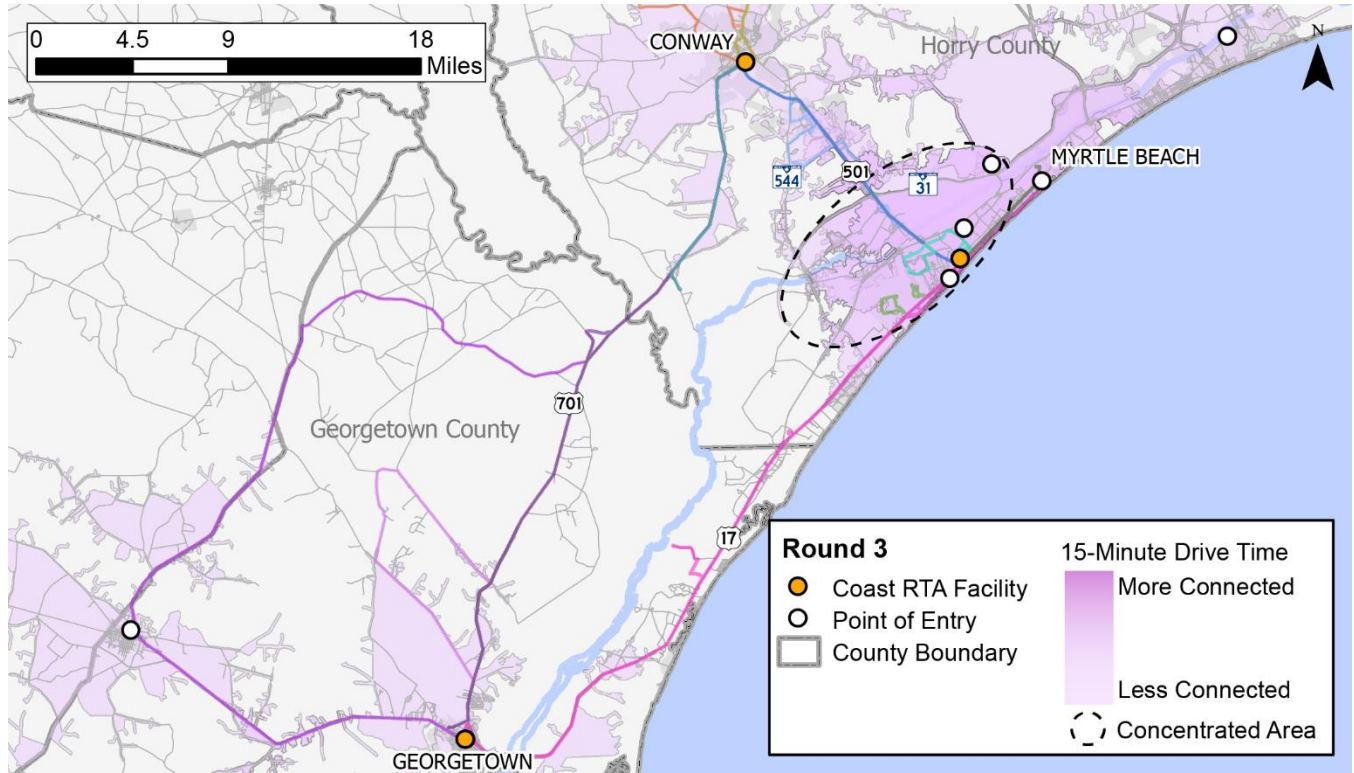 0 4.5 9 18
Miles
CONWAY
Horry County
N
MYRTLE BEACH
544
501
31
701
Georgetown County
17
GEORGETOWN
Round 3
Coast RTA Facility
Point of Entry
County Boundary
15-Minute Drive Time
More Connected
Less Connected
Concentrated Area